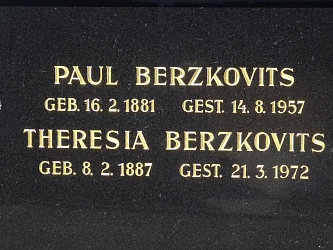 PAUL BERZKOVITS
GEB. 16. 2. 1881 GEST. 14. 8. 1957
THERESIA BERZKOVITS
GEB. 8. 2. 1887 GEST. 21. 3. 1972